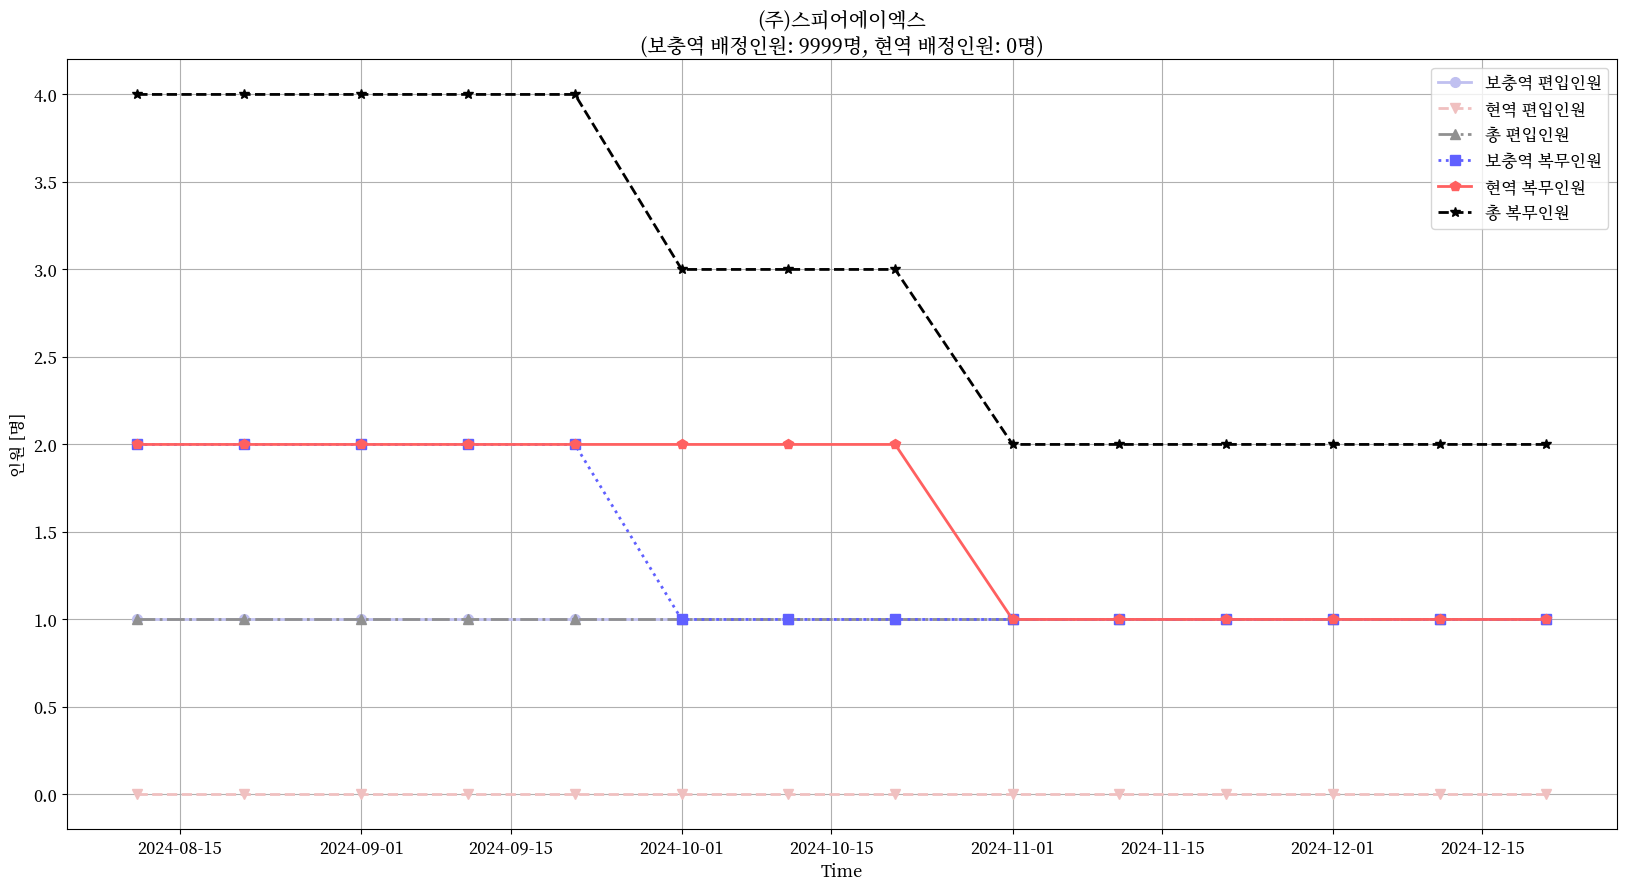 (주)스피어에이엑스
(보충역 배정인원: 9999명, 현역 배정인원: 0명)
보충역 편입인원
현역 편입인원
총 편입인원
보충역 복무인원
현역 복무인원
총 복무인원
인원 [명]
4.0
3.5
3.0
2.5
2.0
1.5
1.0
0.5
0.0
2024-08-15 2024-09-01 2024-09-15 2024-10-01 2024-10-15 2024-11-01 2024-11-15 2024-12-01 2024-12-15
Time